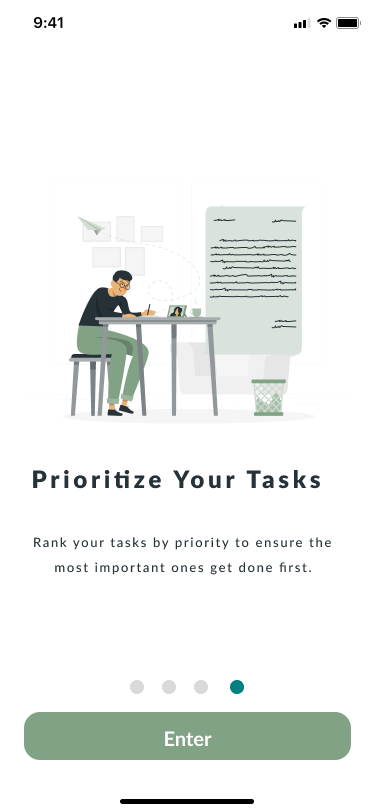 9:41
Prioritize Your Tasks
Rank your tasks by priority to ensure the
most important ones get done first.
Enter